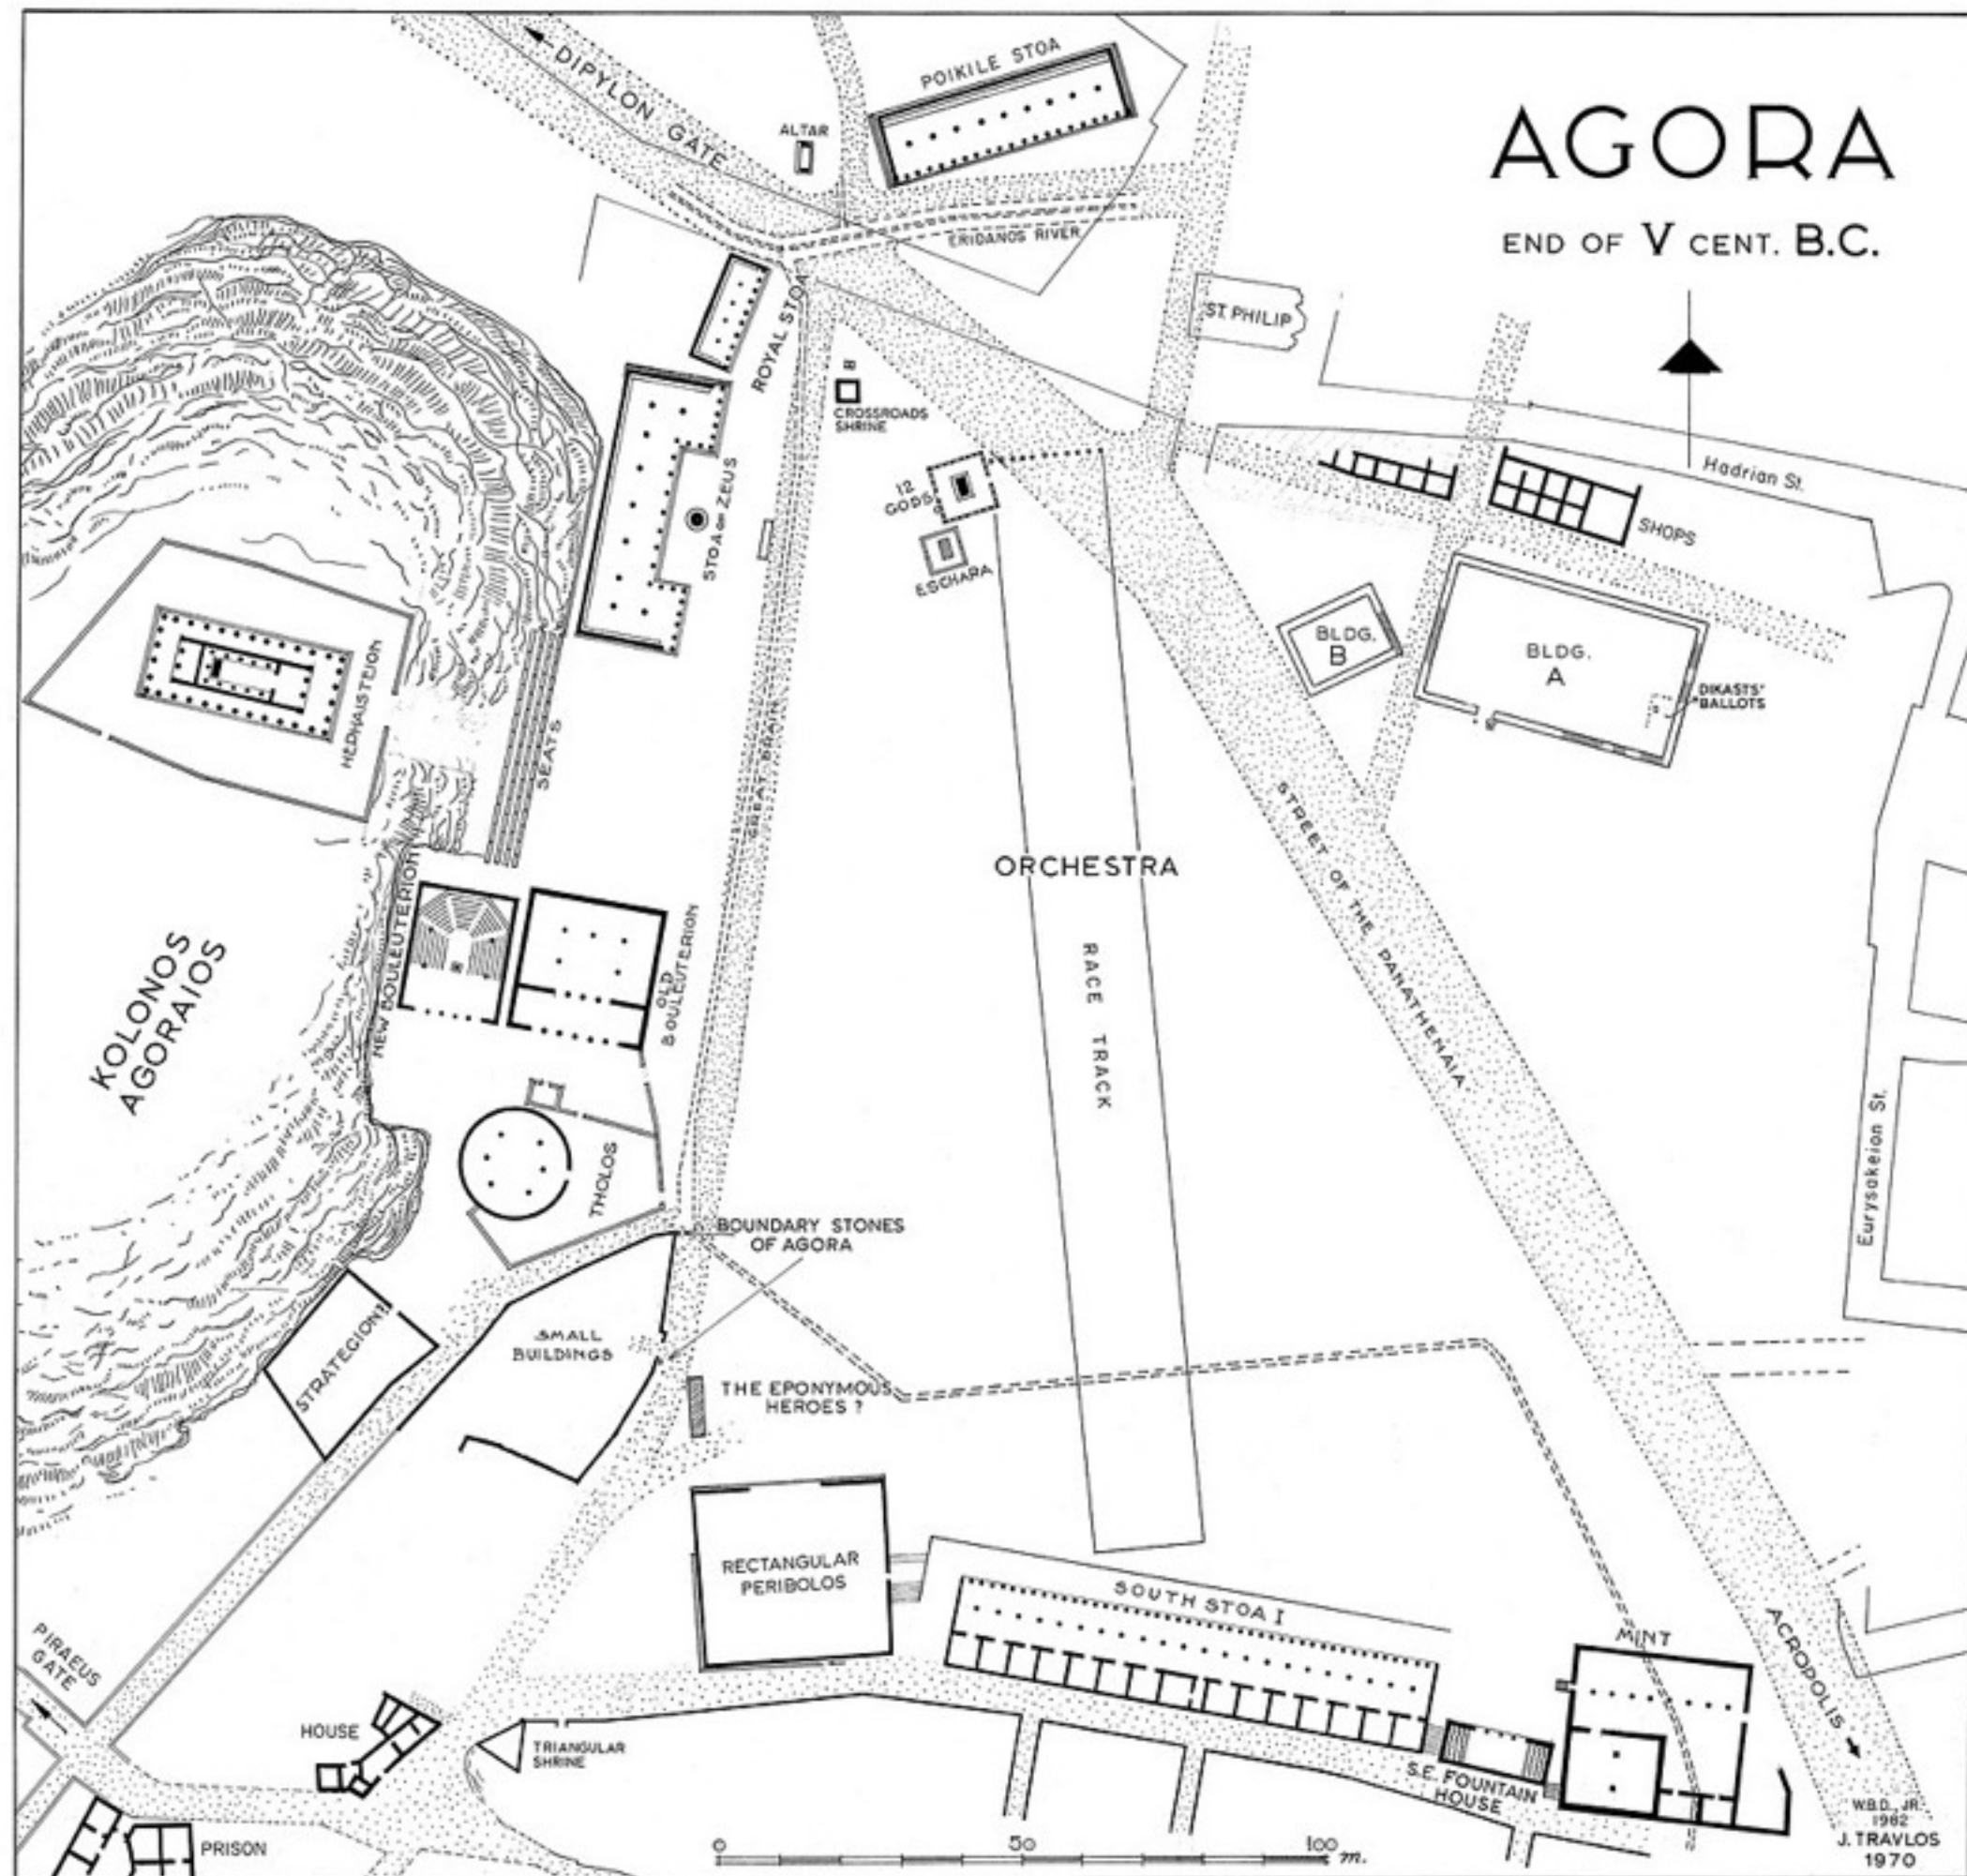 AGORA
END OF V CENT. B.C.
DIPYLON GATE
POIKILE STOA
ALTAR
ERIDANOS RIVER
ROYAL STOA
ST. PHILIP
CROSSROADS
SHRINE
12
GODS
ESCHARA
STOA OF ZEUS
Hadrian St.
SHOPS
BLDG.
B
BLDG.
A
DIKASTS'
BALLOTS
HEPHAISTEION
SEATS
GREAT DRAIN
ORCHESTRA
RACE TRACK
STREET OF THE PANATHENAIA
KOLONOS
AGORAIOS
NEW BOULEUTERION
OLD
BOULEUTERION
THOLOS
Eurysakeion St.
BOUNDARY STONES
OF AGORA
STRATEGION?
SMALL
BUILDINGS
THE EPONYMOUS
HEROES ?
RECTANGULAR
PERIBOLOS
SOUTH STOA I
MINT
ACROPOLIS
PIRAEUS
GATE
HOUSE
TRIANGULAR
SHRINE
S.E. FOUNTAIN
HOUSE
PRISON
0 50 100 m.
W.B.D., JR.
1982
J. TRAVLOS
1970